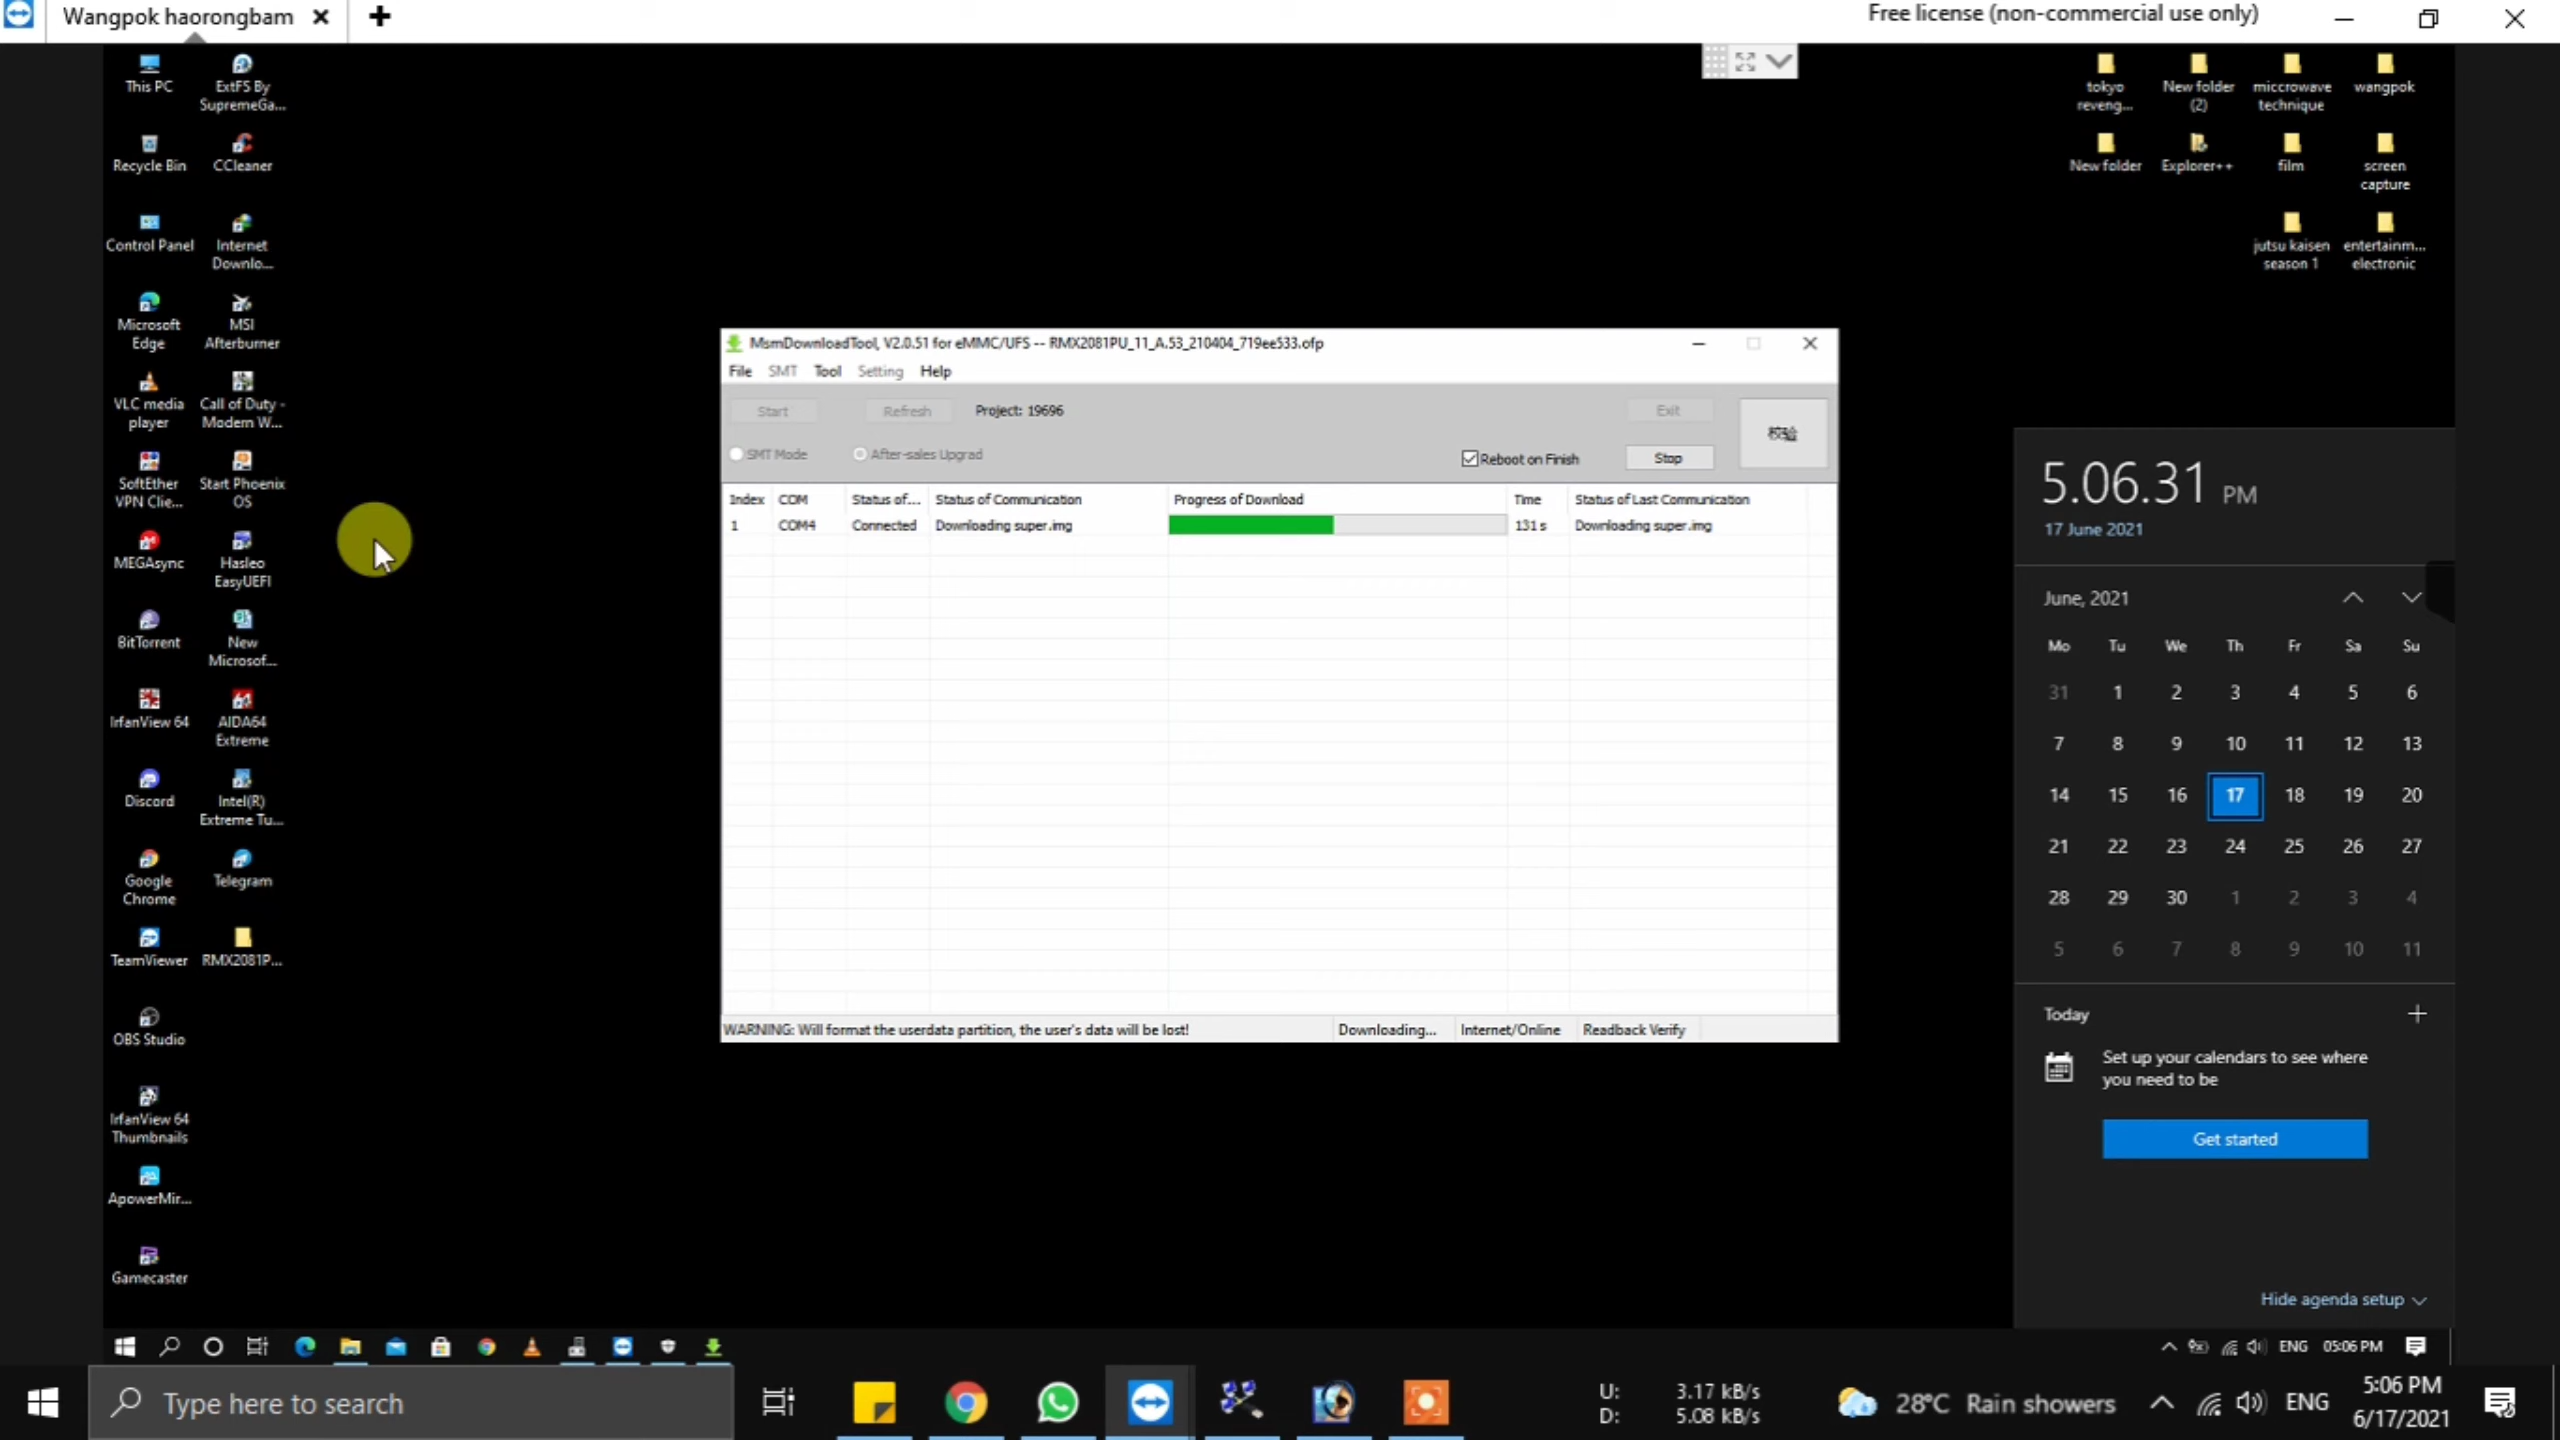 Wangpok haorongbam
Free license (non-commercial use only)
This PC
ExtFS By
SupremeGa...
Recycle Bin
CCleaner
Control Panel
Internet
Downlo...
Microsoft
Edge
MSI
Afterburner
VLC media
player
Call of Duty -
Modern W...
SoftEther
VPN Clie...
Start Phoenix
OS
MEGAsync
Hasleo
EasyUEFI
BitTorrent
New
Microsof...
IrfanView 64
AIDA64
Extreme
Discord
Intel(R)
Extreme Tu...
Google
Chrome
Telegram
TeamViewer
RMX2081P...
OBS Studio
IrfanView 64
Thumbnails
ApowerMir...
Gamecaster
tokyo
reveng...
New folder
(2)
miccrowave
technique
wangpok
New folder
Explorer++
film
screen
capture
jutsu kaisen
season 1
entertainm...
electronic
MsmDownloadTool, V2.0.51 for eMMC/UFS -- RMX2081PU_11_A.53_210404_719ee533.ofp
File SMT Tool Setting Help
Start Refresh Project: 19696 Exit
校验
SMT Mode After-sales Upgrad Reboot on Finish Stop
Index COM Status of... Status of Communication Progress of Download Time Status of Last Communication
1 COM4 Connected Downloading super.img 131 s Downloading super.img
WARNING: Will format the userdata partition, the user's data will be lost! Downloading... Internet/Online Readback Verify
5.06.31 PM
17 June 2021
June, 2021
Mo Tu We Th Fr Sa Su
31 1 2 3 4 5 6
7 8 9 10 11 12 13
14 15 16 17 18 19 20
21 22 23 24 25 26 27
28 29 30 1 2 3 4
5 6 7 8 9 10 11
Today
Set up your calendars to see where
you need to be
Get started
Hide agenda setup
ENG 05:06 PM
Type here to search
U: 3.17 kB/s
D: 5.08 kB/s
28°C Rain showers
ENG
5:06 PM
6/17/2021